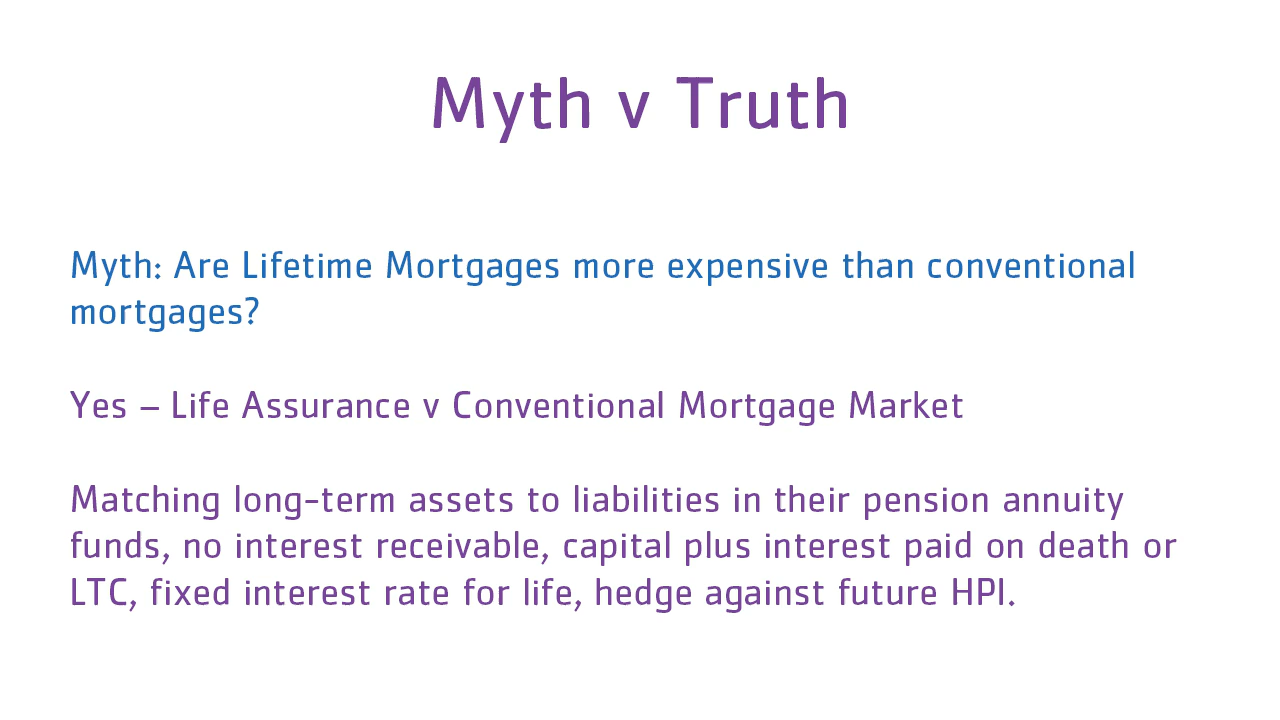 Myth v Truth
Myth: Are Lifetime Mortgages more expensive than conventional
mortgages?
Yes – Life Assurance v Conventional Mortgage Market
Matching long-term assets to liabilities in their pension annuity
funds, no interest receivable, capital plus interest paid on death or
LTC, fixed interest rate for life, hedge against future HPI.